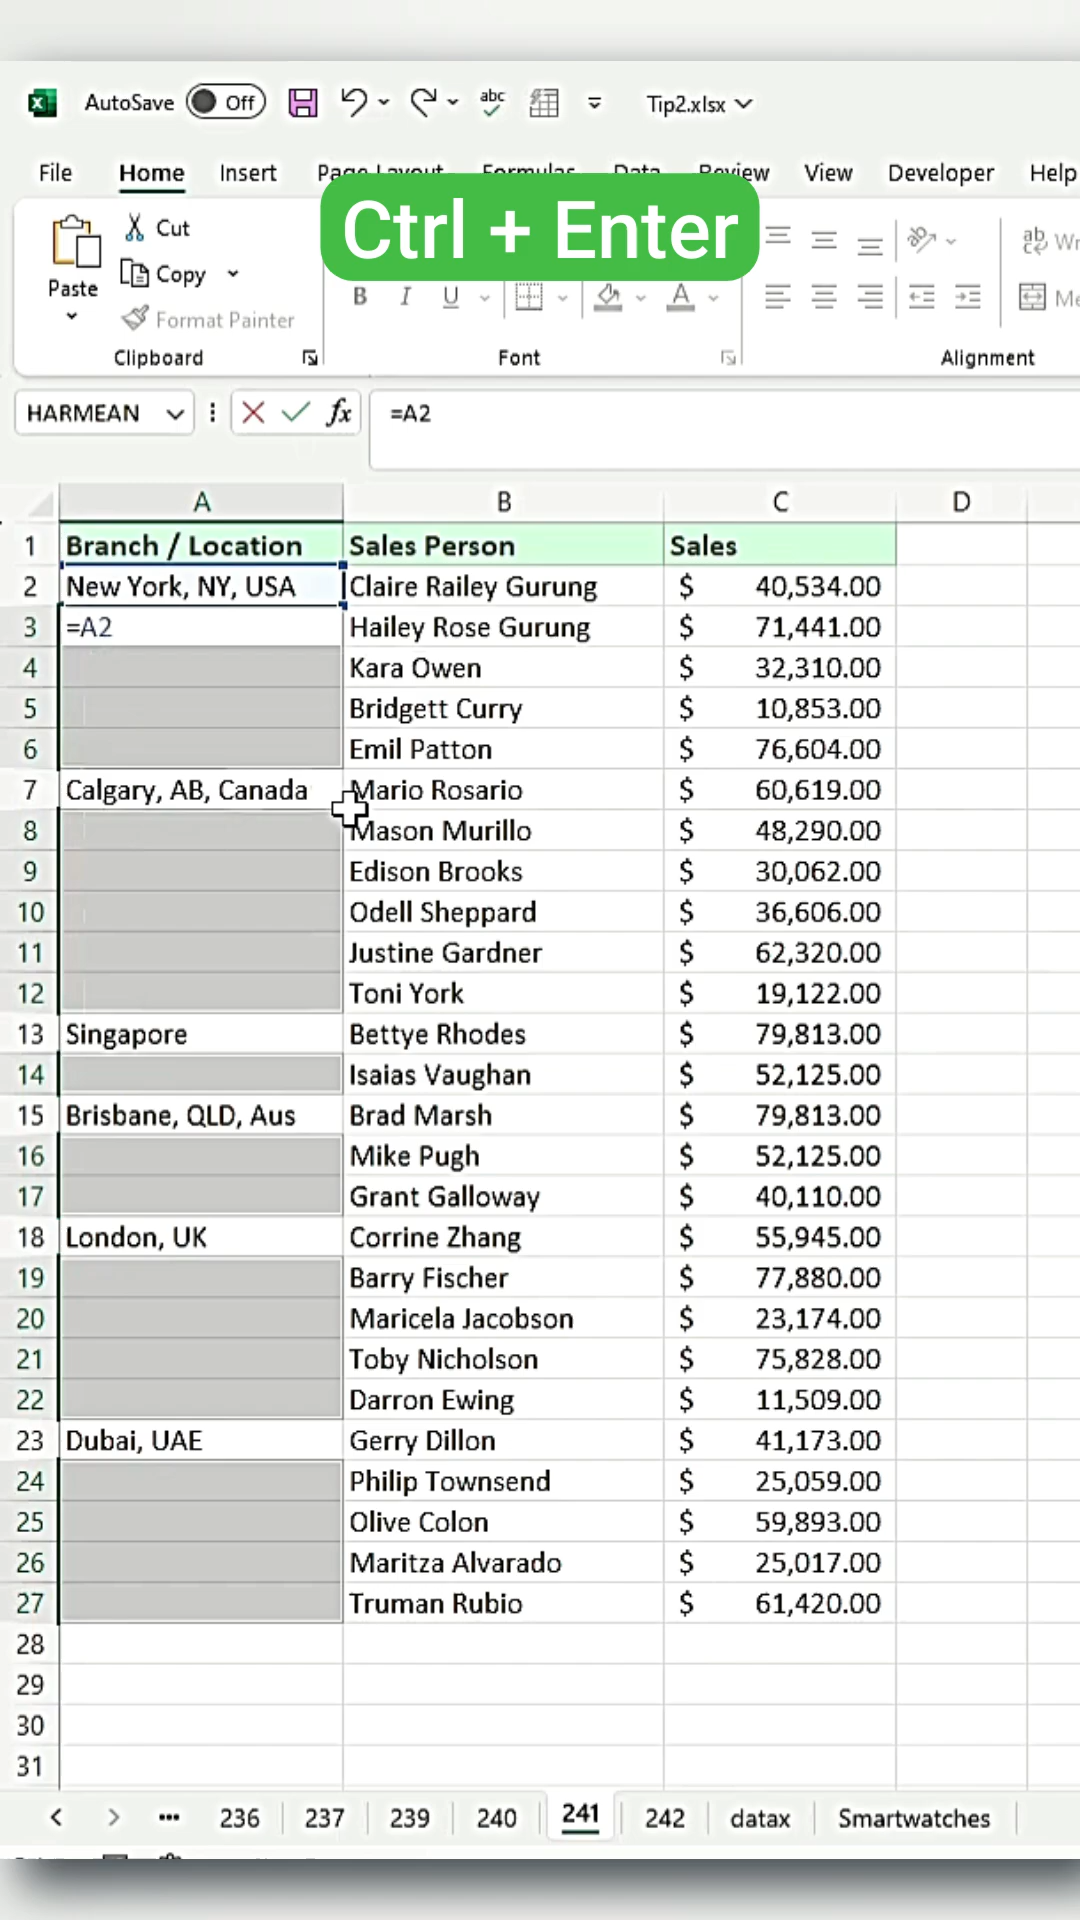 AutoSave Off abc Tip2.xlsx
File Home Insert Page Layout Formulas Data Review View Developer Help
Ctrl + Enter
Cut
Copy
Paste
Format Painter
B I U A
ab
Clipboard Font Alignment
HARMEAN fx =A2
A B C D
1 Branch / Location Sales Person Sales
2 New York, NY, USA Claire Railey Gurung $ 40,534.00
3 =A2 Hailey Rose Gurung $ 71,441.00
4 Kara Owen $ 32,310.00
5 Bridgett Curry $ 10,853.00
6 Emil Patton $ 76,604.00
7 Calgary, AB, Canada Mario Rosario $ 60,619.00
8 Mason Murillo $ 48,290.00
9 Edison Brooks $ 30,062.00
10 Odell Sheppard $ 36,606.00
11 Justine Gardner $ 62,320.00
12 Toni York $ 19,122.00
13 Singapore Bettye Rhodes $ 79,813.00
14 Isaias Vaughan $ 52,125.00
15 Brisbane, QLD, Aus Brad Marsh $ 79,813.00
16 Mike Pugh $ 52,125.00
17 Grant Galloway $ 40,110.00
18 London, UK Corrine Zhang $ 55,945.00
19 Barry Fischer $ 77,880.00
20 Maricela Jacobson $ 23,174.00
21 Toby Nicholson $ 75,828.00
22 Darron Ewing $ 11,509.00
23 Dubai, UAE Gerry Dillon $ 41,173.00
24 Philip Townsend $ 25,059.00
25 Olive Colon $ 59,893.00
26 Maritza Alvarado $ 25,017.00
27 Truman Rubio $ 61,420.00
28
29
30
31
236 237 239 240 241 242 datax Smartwatches